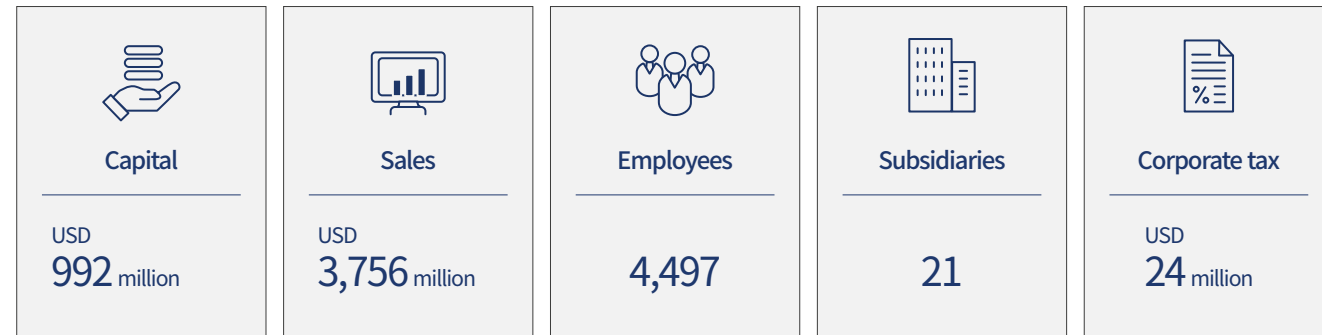 Capital
USD
992 million
Sales
USD
3,756 million
Employees
4,497
Subsidiaries
21
Corporate tax
%
USD
24 million